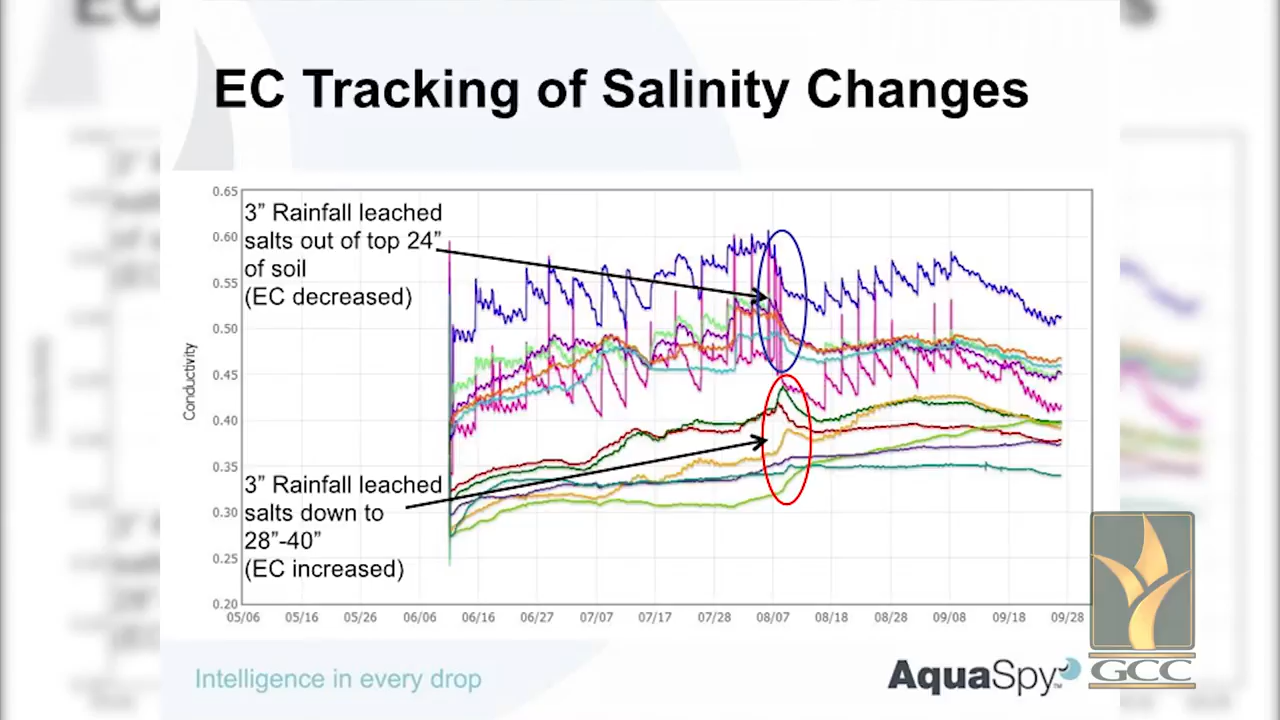 EC Tracking of Salinity Changes
3” Rainfall leached
salts out of top 24”
of soil
(EC decreased)
3” Rainfall leached
salts down to
28”-40”
(EC increased)
Conductivity
0.65
0.60
0.55
0.50
0.45
0.40
0.35
0.30
0.25
0.20
05/06 05/16 05/26 06/06 06/16 06/27 07/07 07/17 07/28 08/07 08/18 08/28 09/08 09/18 09/28
Intelligence in every drop
AquaSpy™
GCC